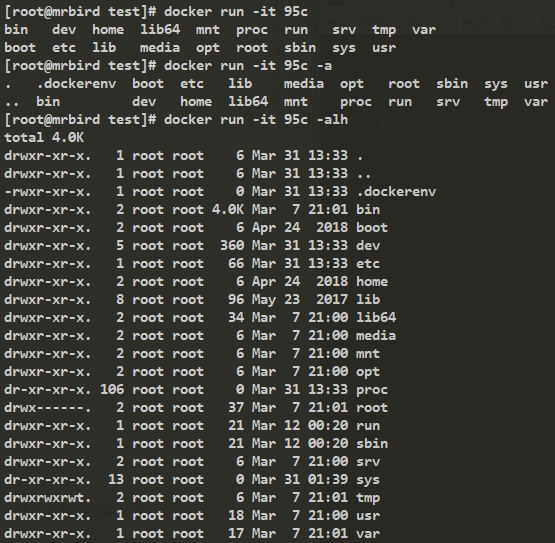 [root@mrbird test]# docker run -it 95c
bin   dev  home  lib64  mnt  proc  run   srv  tmp  var
boot  etc  lib   media  opt  root  sbin  sys  usr
[root@mrbird test]# docker run -it 95c -a
.   .dockerenv  boot  etc   lib    media  opt   root  sbin  sys  usr
..  bin         dev   home  lib64  mnt    proc  run   srv   tmp  var
[root@mrbird test]# docker run -it 95c -alh
total 4.0K
drwxr-xr-x.   1 root root    6 Mar 31 13:33 .
drwxr-xr-x.   1 root root    6 Mar 31 13:33 ..
-rwxr-xr-x.   1 root root    0 Mar 31 13:33 .dockerenv
drwxr-xr-x.   2 root root 4.0K Mar  7 21:01 bin
drwxr-xr-x.   2 root root    6 Apr 24  2018 boot
drwxr-xr-x.   5 root root  360 Mar 31 13:33 dev
drwxr-xr-x.   1 root root   66 Mar 31 13:33 etc
drwxr-xr-x.   2 root root    6 Apr 24  2018 home
drwxr-xr-x.   8 root root   96 May 23  2017 lib
drwxr-xr-x.   2 root root   34 Mar  7 21:00 lib64
drwxr-xr-x.   2 root root    6 Mar  7 21:00 media
drwxr-xr-x.   2 root root    6 Mar  7 21:00 mnt
drwxr-xr-x.   2 root root    6 Mar  7 21:00 opt
dr-xr-xr-x. 106 root root    0 Mar 31 13:33 proc
drwx------.   2 root root   37 Mar  7 21:01 root
drwxr-xr-x.   1 root root   21 Mar 12 00:20 run
drwxr-xr-x.   1 root root   21 Mar 12 00:20 sbin
drwxr-xr-x.   2 root root    6 Mar  7 21:00 srv
dr-xr-xr-x.  13 root root    0 Mar 31 01:39 sys
drwxrwxrwt.   2 root root    6 Mar  7 21:01 tmp
drwxr-xr-x.   1 root root   18 Mar  7 21:00 usr
drwxr-xr-x.   1 root root   17 Mar  7 21:01 var